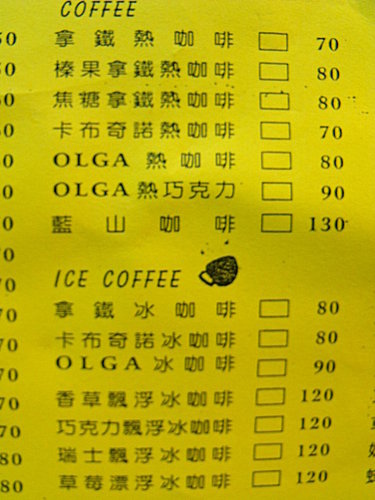 COFFEE
拿鐵熱咖啡 70
榛果拿鐵熱咖啡 80
焦糖拿鐵熱咖啡 80
卡布奇諾熱咖啡 70
OLGA 熱咖啡 80
OLGA 熱巧克力 90
藍山咖啡 130
ICE COFFEE
拿鐵冰咖啡 80
卡布奇諾冰咖啡 80
OLGA 冰咖啡 90
香草飄浮冰咖啡 120
巧克力飄浮冰咖啡 120
瑞士飄浮冰咖啡 120
草莓漂浮冰咖啡 120